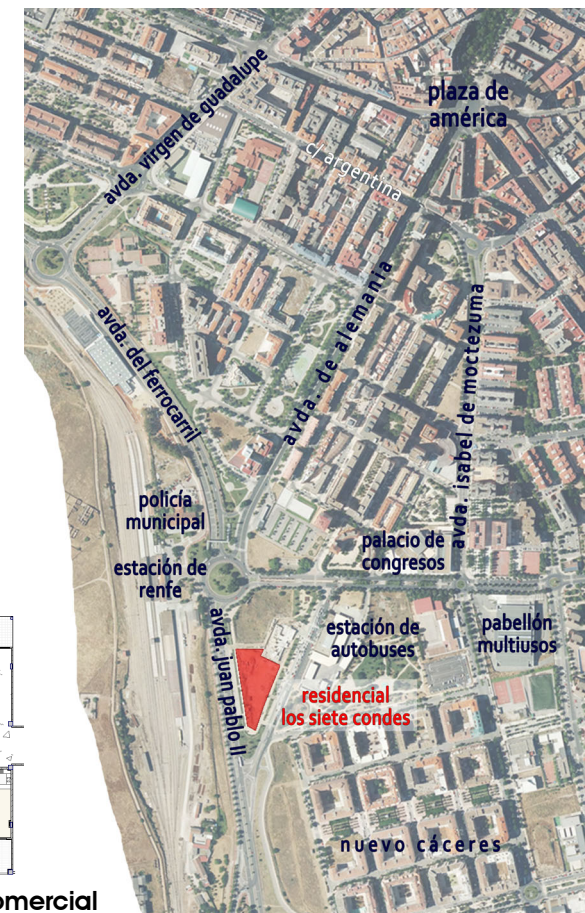 plaza de
américa
avda. virgen de guadalupe
c/ argentina
avda. de alemania
avda. isabel de moctezuma
avda. del ferrocarril
policía
municipal
palacio de
congresos
estación de
renfe
avda. juan pablo II
estación de
autobuses
pabellón
multiusos
residencial
los siete condes
nuevo cáceres
omercial